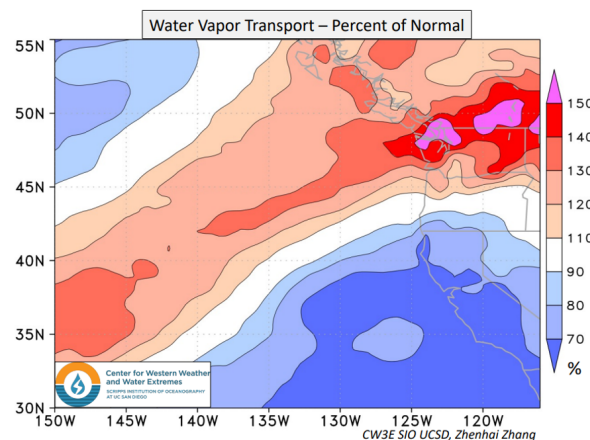 Water Vapor Transport – Percent of Normal
55N
50N
45N
40N
35N
30N
150W
145W
140W
135W
130W
125W
120W
150
140
130
120
110
90
80
70
%
Center for Western Weather
and Water Extremes
SCRIPPS INSTITUTION OF OCEANOGRAPHY
AT UC SAN DIEGO
CW3E SIO UCSD, Zhenhai Zhang